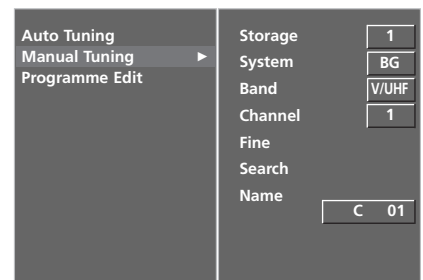 Auto Tuning
Manual Tuning ►
Programme Edit
Storage 1
System BG
Band V/UHF
Channel 1
Fine
Search
Name
C 01